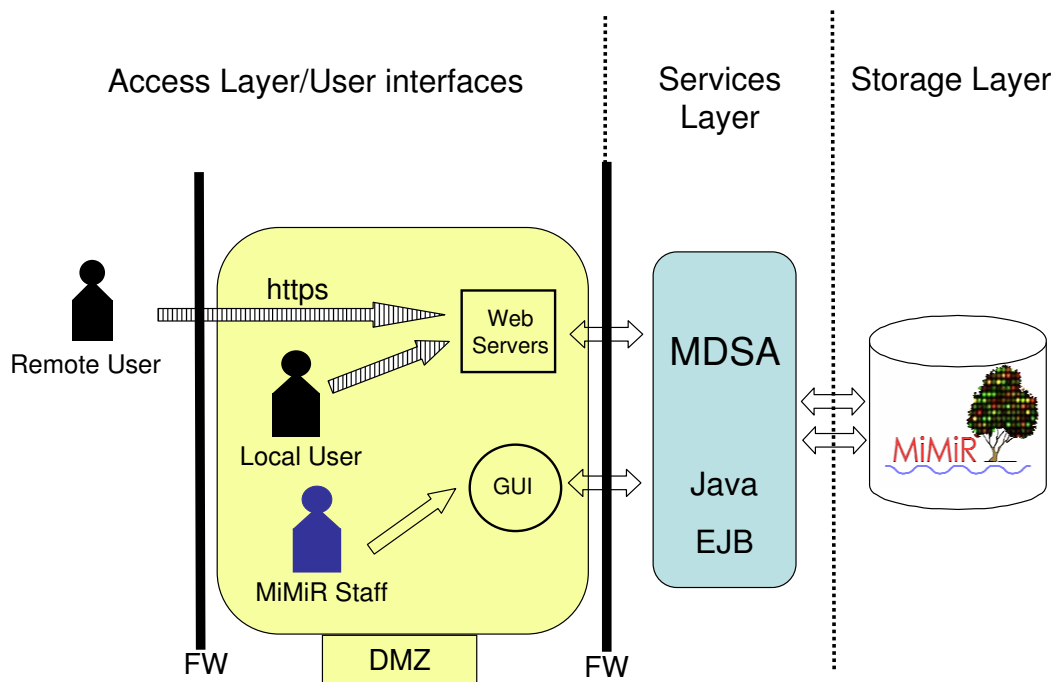 Access Layer/User interfaces
Services
Layer
Storage Layer
https
Web
Servers
Remote User
MDSA
Local User
MiMiR
GUI
Java
EJB
MiMiR Staff
FW
DMZ
FW